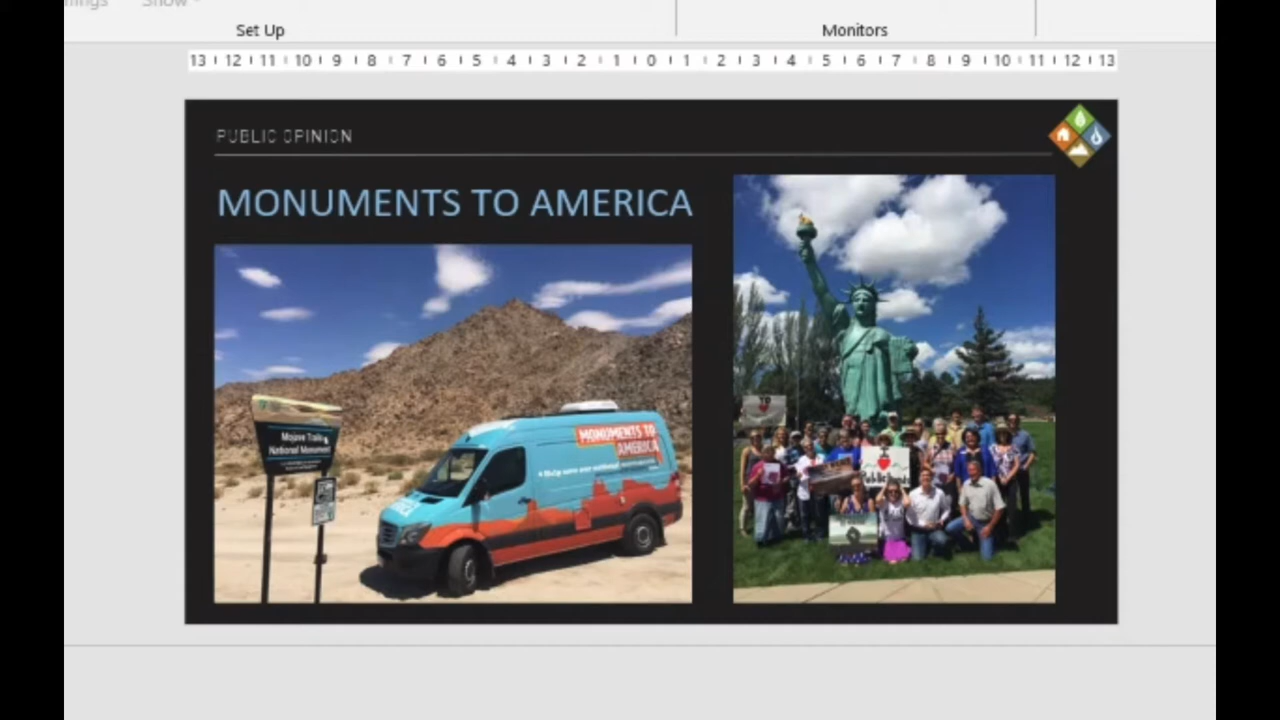 Set Up
Monitors
13 12 11 10 9 8 7 6 5 4 3 2 1 0 1 2 3 4 5 6 7 8 9 10 11 12 13
PUBLIC OPINION
MONUMENTS TO AMERICA
Mojave Trails
National Monument
MONUMENTS TO
AMERICA
I
Public lands